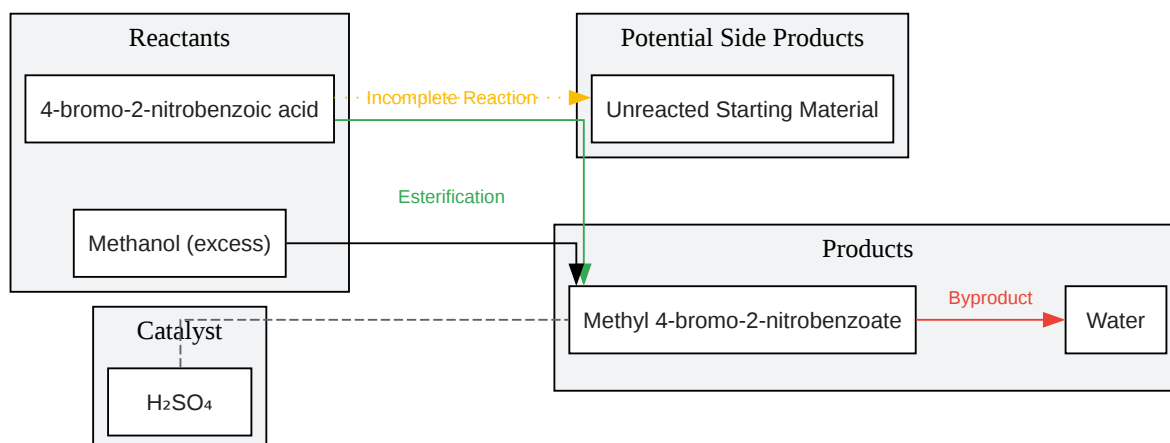 Reactants
4-bromo-2-nitrobenzoic acid
Incomplete Reaction
Potential Side Products
Unreacted Starting Material
Esterification
Methanol (excess)
Products
Methyl 4-bromo-2-nitrobenzoate
Byproduct
Water
Catalyst
H₂SO₄